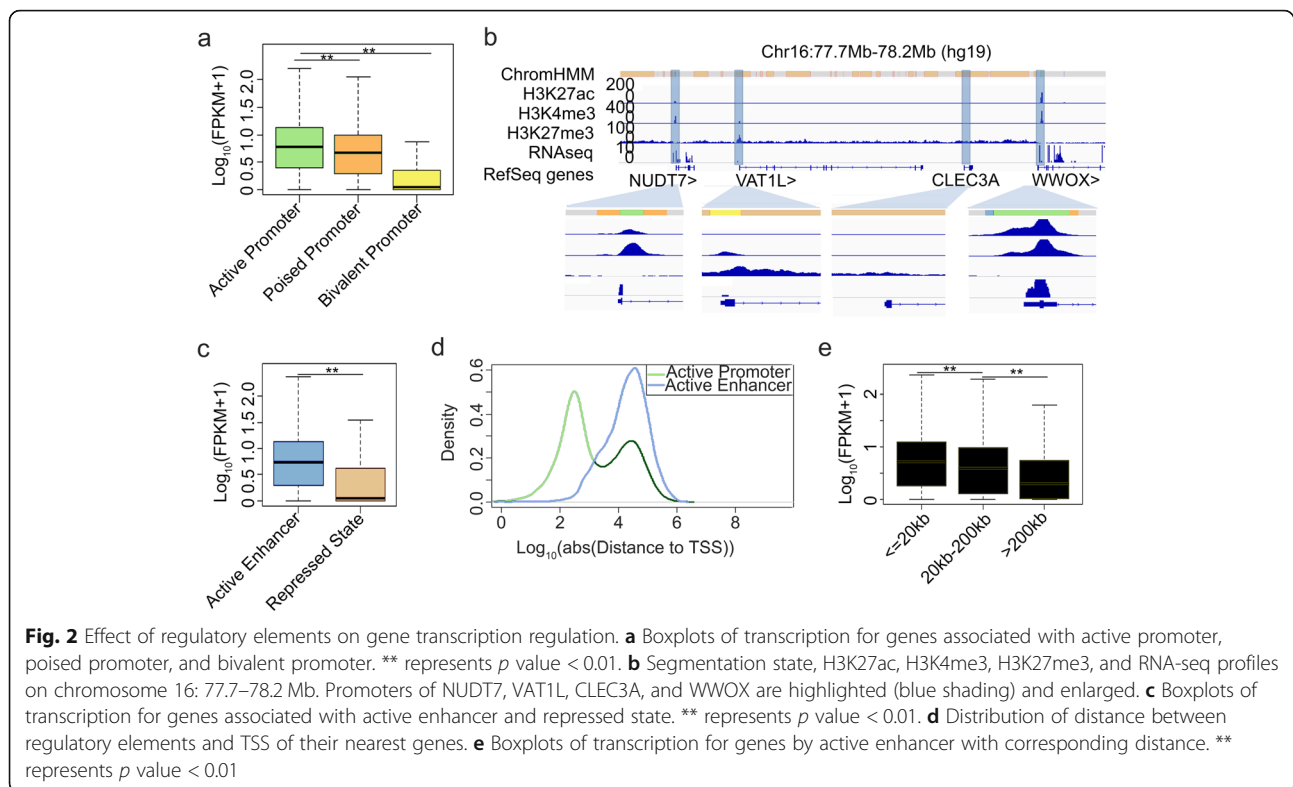 a
Log10(FPKM+1)
0.0 0.5 1.0 1.5 2.0
**
**
Active Promoter
Poised Promoter
Bivalent Promoter
b
Chr16:77.7Mb-78.2Mb (hg19)
ChromHMM
H3K27ac
H3K4me3
H3K27me3
RNAseq
RefSeq genes
200
0
400
0
100
0
10
0
NUDT7>
VAT1L>
CLEC3A
WWOX>
c
Log10(FPKM+1)
0.0 0.5 1.0 1.5 2.0
**
Active Enhancer
Repressed State
d
Density
0.0 0.2 0.4 0.6
Active Promoter
Active Enhancer
0 2 4 6 8
Log10(abs(Distance to TSS))
e
Log10(FPKM+1)
0 1 2
**
**
<=20kb
20kb-200kb
>200kb
Fig. 2 Effect of regulatory elements on gene transcription regulation. a Boxplots of transcription for genes associated with active promoter,
poised promoter, and bivalent promoter. ** represents p value < 0.01. b Segmentation state, H3K27ac, H3K4me3, H3K27me3, and RNA-seq profiles
on chromosome 16: 77.7–78.2 Mb. Promoters of NUDT7, VAT1L, CLEC3A, and WWOX are highlighted (blue shading) and enlarged. c Boxplots of
transcription for genes associated with active enhancer and repressed state. ** represents p value < 0.01. d Distribution of distance between
regulatory elements and TSS of their nearest genes. e Boxplots of transcription for genes by active enhancer with corresponding distance. **
represents p value < 0.01